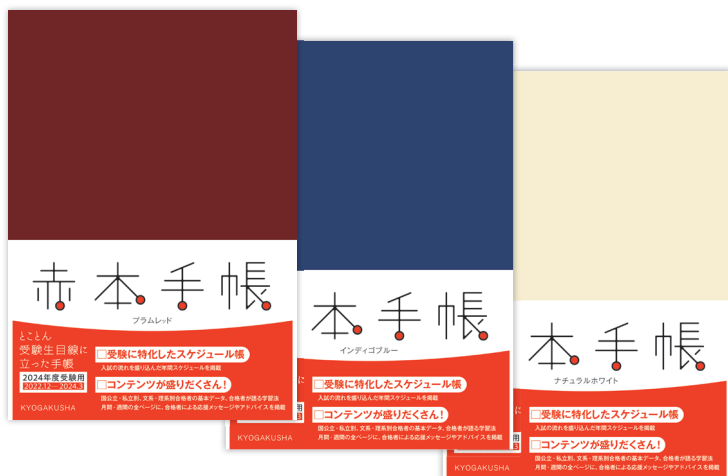 赤本手帳
プラムレッド
とことん
受験生目線に
立った手帳
2024年度受験用
2022.12―2024.3
受験に特化したスケジュール帳
入試の流れを盛り込んだ年間スケジュールを掲載
コンテンツが盛りだくさん!
国公立・私立別、文系・理系別合格者の基本データ、合格者が語る学習法
月間・週間の全ページに、合格者による応援メッセージやアドバイスを掲載
KYOGAKUSHA
本手帳
インディゴブルー
に
用
3
受験に特化したスケジュール帳
入試の流れを盛り込んだ年間スケジュールを掲載
コンテンツが盛りだくさん!
国公立・私立別、文系・理系別合格者の基本データ、合格者が語る学習法
月間・週間の全ページに、合格者による応援メッセージやアドバイスを掲載
KYOGAKUSHA
本手帳
ナチュラルホワイト
に
用
3
受験に特化したスケジュール帳
入試の流れを盛り込んだ年間スケジュールを掲載
コンテンツが盛りだくさん!
国公立・私立別、文系・理系別合格者の基本データ、合格者が語る学習法
月間・週間の全ページに、合格者による応援メッセージやアドバイスを掲載
KYOGAKUSHA